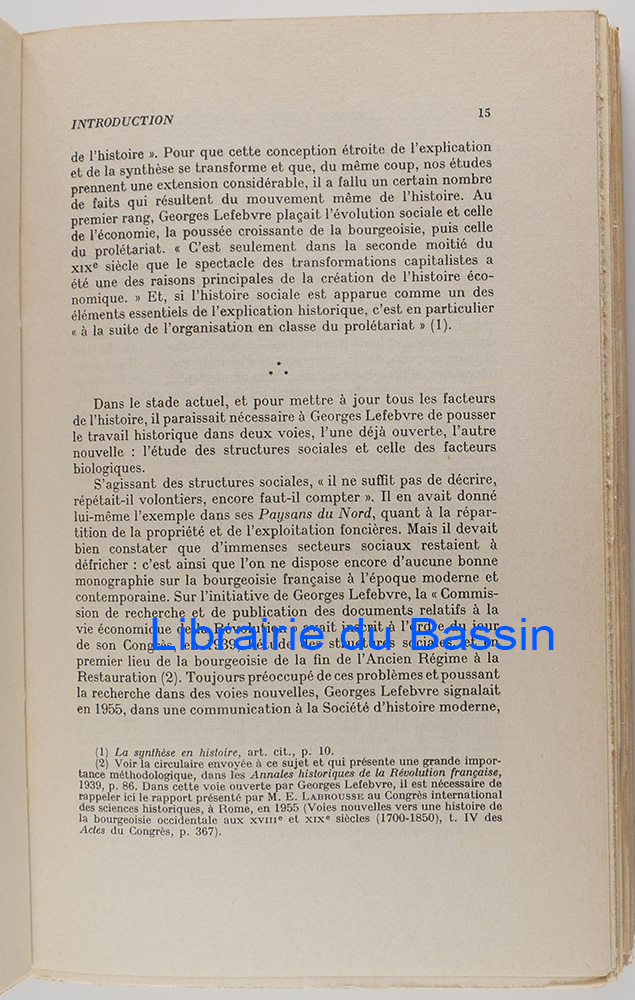 INTRODUCTION 15
de l'histoire ». Pour que cette conception étroite de l'explication
et de la synthèse se transforme et que, du même coup, nos études
prennent une extension considérable, il a fallu un certain nombre
de faits qui résultent du mouvement même de l'histoire. Au
premier rang, Georges Lefebvre plaçait l'évolution sociale et celle
de l'économie, la poussée croissante de la bourgeoisie, puis celle
du prolétariat. « C'est seulement dans la seconde moitié du
XIXe siècle que le spectacle des transformations capitalistes a
été une des raisons principales de la création de l'histoire éco-
nomique. » Et, si l'histoire sociale est apparue comme un des
éléments essentiels de l'explication historique, c'est en particulier
« à la suite de l'organisation en classe du prolétariat » (1).
Dans le stade actuel, et pour mettre à jour tous les facteurs
de l'histoire, il paraissait nécessaire à Georges Lefebvre de pousser
le travail historique dans deux voies, l'une déjà ouverte, l'autre
nouvelle : l'étude des structures sociales et celle des facteurs
biologiques.
S'agissant des structures sociales, « il ne suffit pas de décrire,
répétait-il volontiers, encore faut-il compter ». Il en avait donné
lui-même l'exemple dans ses Paysans du Nord, quant à la répar-
tition de la propriété et de l'exploitation foncières. Mais il devait
bien constater que d'immenses secteurs sociaux restaient à
défricher : c'est ainsi que l'on ne dispose encore d'aucune bonne
monographie sur la bourgeoisie française à l'époque moderne et
contemporaine. Sur l'initiative de Georges Lefebvre, la « Commis-
sion de recherche et de publication des documents relatifs à la
vie économique de la Révolution » avait inscrit à l'ordre du jour
Librairie du Bassin
de son Congrès en 1939 l'étude des structures sociales, et en
premier lieu de la bourgeoisie de la fin de l'Ancien Régime à la
Restauration (2). Toujours préoccupé de ces problèmes et poussant
la recherche dans des voies nouvelles, Georges Lefebvre signalait
en 1955, dans une communication à la Société d'histoire moderne,
(1) La synthèse en histoire, art. cit., p. 10.
(2) Voir la circulaire envoyée à ce sujet et qui présente une grande impor-
tance méthodologique, dans les Annales historiques de la Révolution française,
1939, p. 86. Dans cette voie ouverte par Georges Lefebvre, il est nécessaire de
rappeler ici le rapport présenté par M. E. LABROUSSE au Congrès international
des sciences historiques, à Rome, en 1955 (Voies nouvelles vers une histoire de
la bourgeoisie occidentale aux XVIIIe et XIXe siècles (1700-1850), t. IV des
Actes du Congrès, p. 367).